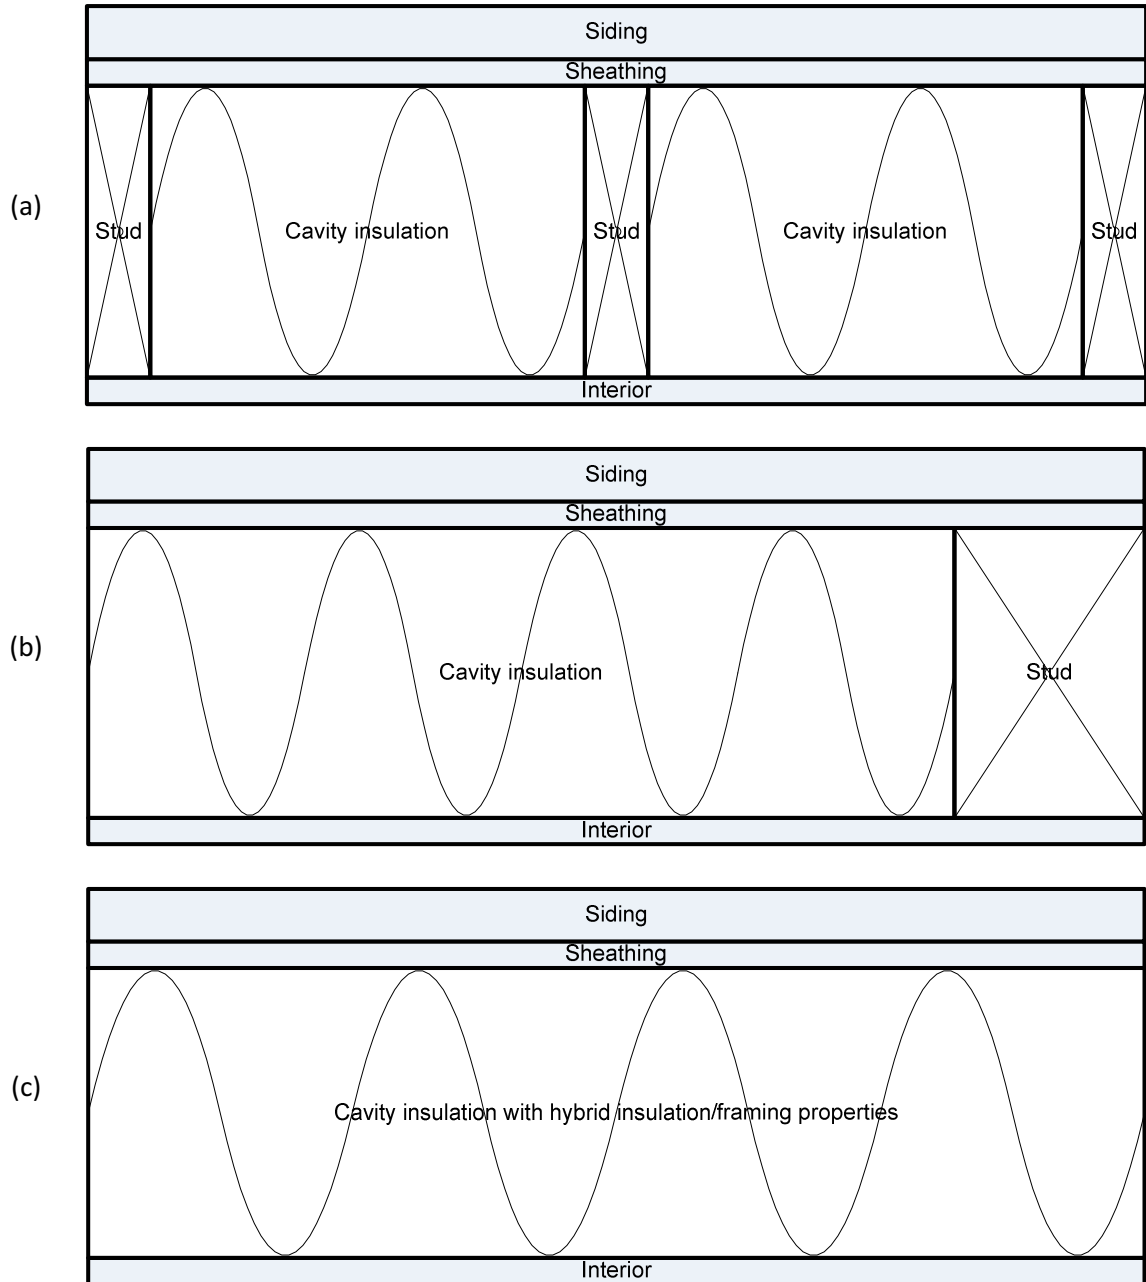 Siding
Sheathing
(a)
Stud Cavity insulation Stud Cavity insulation Stud
Interior
Siding
Sheathing
(b)
Cavity insulation Stud
Interior
Siding
Sheathing
(c)
Cavity insulation with hybrid insulation/framing properties
Interior